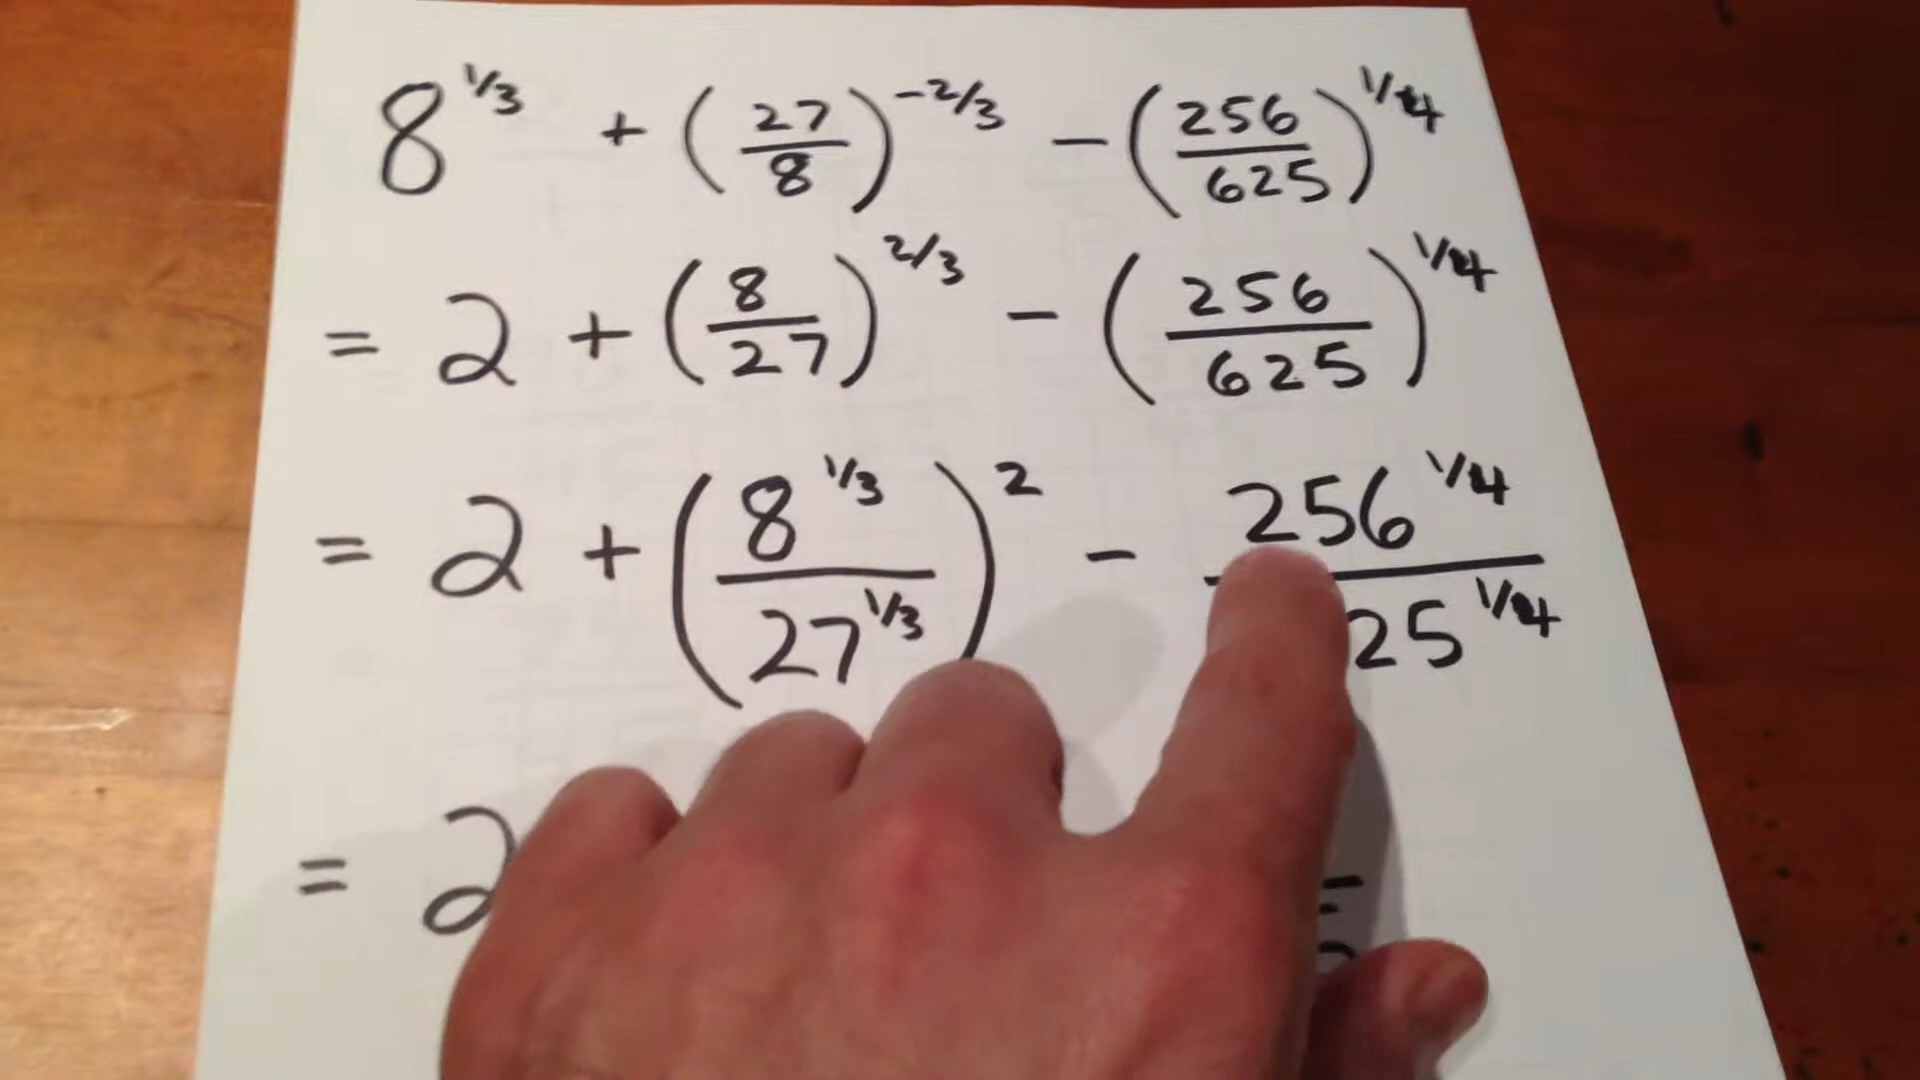 8^{1/3} + (27/8)^{-2/3} - (256/625)^{1/4}
= 2 + (8/27)^{2/3} - (256/625)^{1/4}
= 2 + (8^{1/3}/27^{1/3})^2 - 256^{1/4}/25^{1/4}
= 2